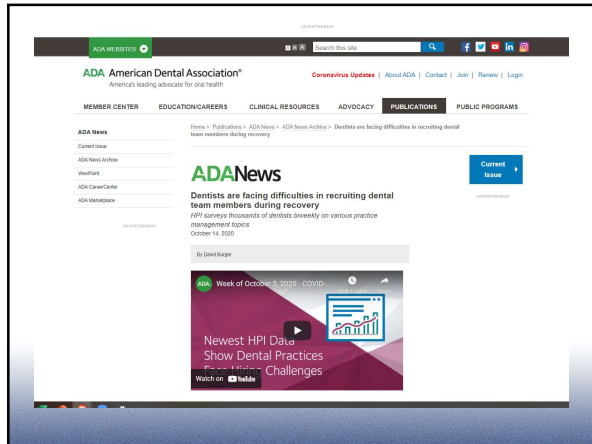 ADVERTISEMENT
ADA WEBSITES
A A A
Search this site
ADA American Dental Association®
America's leading advocate for oral health
Coronavirus Updates | About ADA | Contact | Join | Renew | Login
MEMBER CENTER EDUCATION/CAREERS CLINICAL RESOURCES ADVOCACY PUBLICATIONS PUBLIC PROGRAMS
ADA News
Current Issue
ADA News Archive
ViewPoint
ADA CareerCenter
ADA Marketplace
ADVERTISEMENT
Home > Publications > ADA News > ADA News Archive > Dentists are facing difficulties in recruiting dental
team members during recovery
ADANews
Current
Issue
ADVERTISEMENT
Dentists are facing difficulties in recruiting dental
team members during recovery
HPI surveys thousands of dentists biweekly on various practice
management topics
October 14, 2020
By David Burger
ADA. Week of October 5, 2020 - COVID-...
Newest HPI Data
Show Dental Practices
Face Hiring Challenges
Watch on YouTube